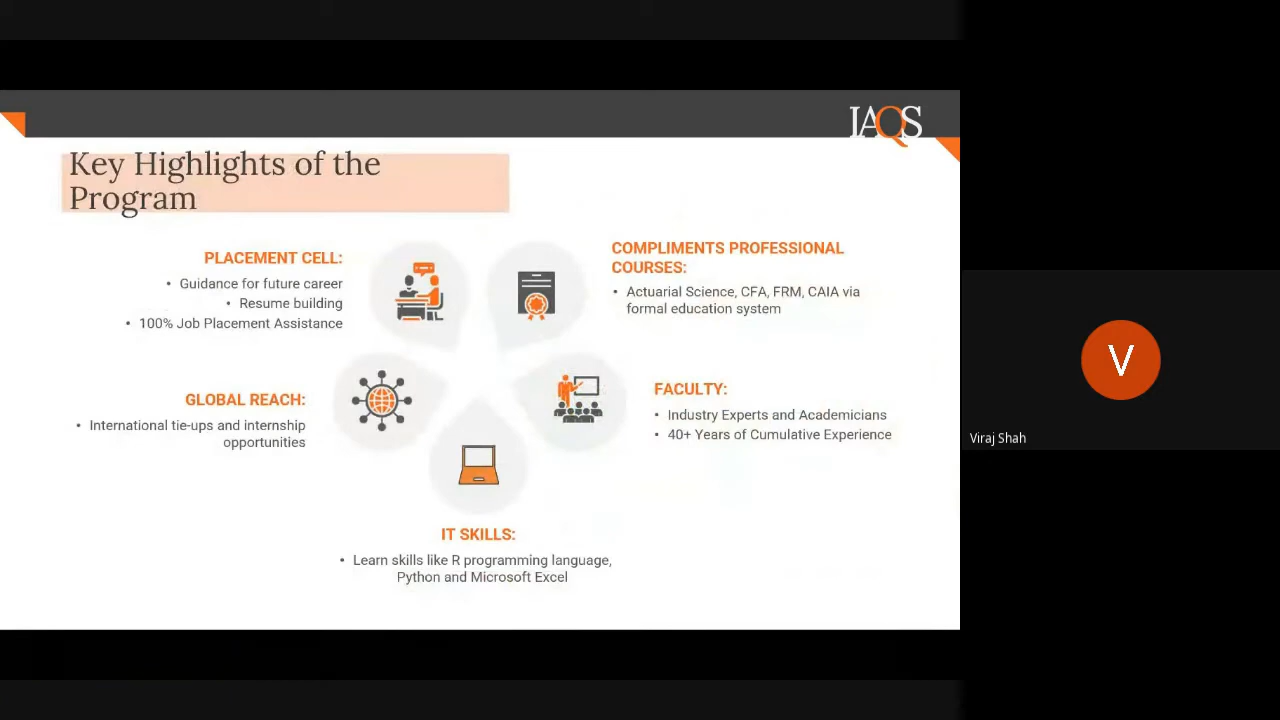 IAQS
Key Highlights of the
Program
PLACEMENT CELL:
• Guidance for future career
• Resume building
• 100% Job Placement Assistance
COMPLIMENTS PROFESSIONAL
COURSES:
• Actuarial Science, CFA, FRM, CAIA via
formal education system
GLOBAL REACH:
• International tie-ups and internship
opportunities
FACULTY:
• Industry Experts and Academicians
• 40+ Years of Cumulative Experience
IT SKILLS:
• Learn skills like R programming language,
Python and Microsoft Excel
V
Viraj Shah